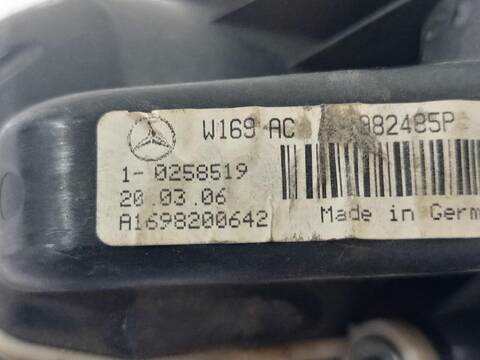 W169 AC 882485P
1-0258519
20.03.06
A1698200642 Made in Germ